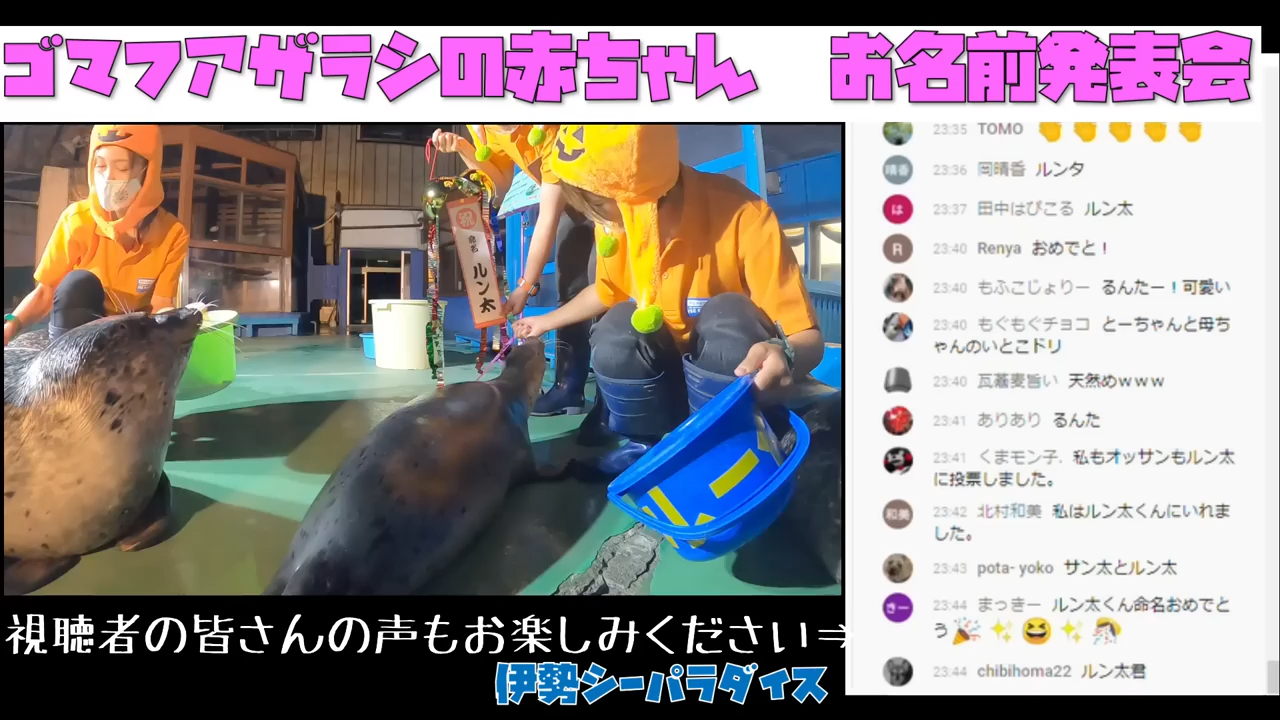 ゴマフアザラシの赤ちゃん　お名前発表会
祝
命名
ルン太
23:35 TOMO 👏👏👏👏👏
晴香 23:36 岡晴香 ルンタ
は 23:37 田中はぴこる ルン太
R 23:40 Renya おめでと！
23:40 もふこじょりー るんたー！可愛い
23:40 もぐもぐチョコ とーちゃんと母ち
ゃんのいとこドリ
23:40 瓦蕎麦旨い 天然めｗｗｗ
23:41 ありあり るんた
23:41 くまモン子. 私もオッサンもルン太
に投票しました。
和美 23:42 北村和美 私はルン太くんにいれま
した。
23:43 pota- yoko サン太とルン太
きー 23:44 まっきー ルン太くん命名おめでと
う🎉✨😆✨🎊
23:44 chibihoma22 ルン太君
視聴者の皆さんの声もお楽しみください⇒
伊勢シーパラダイス